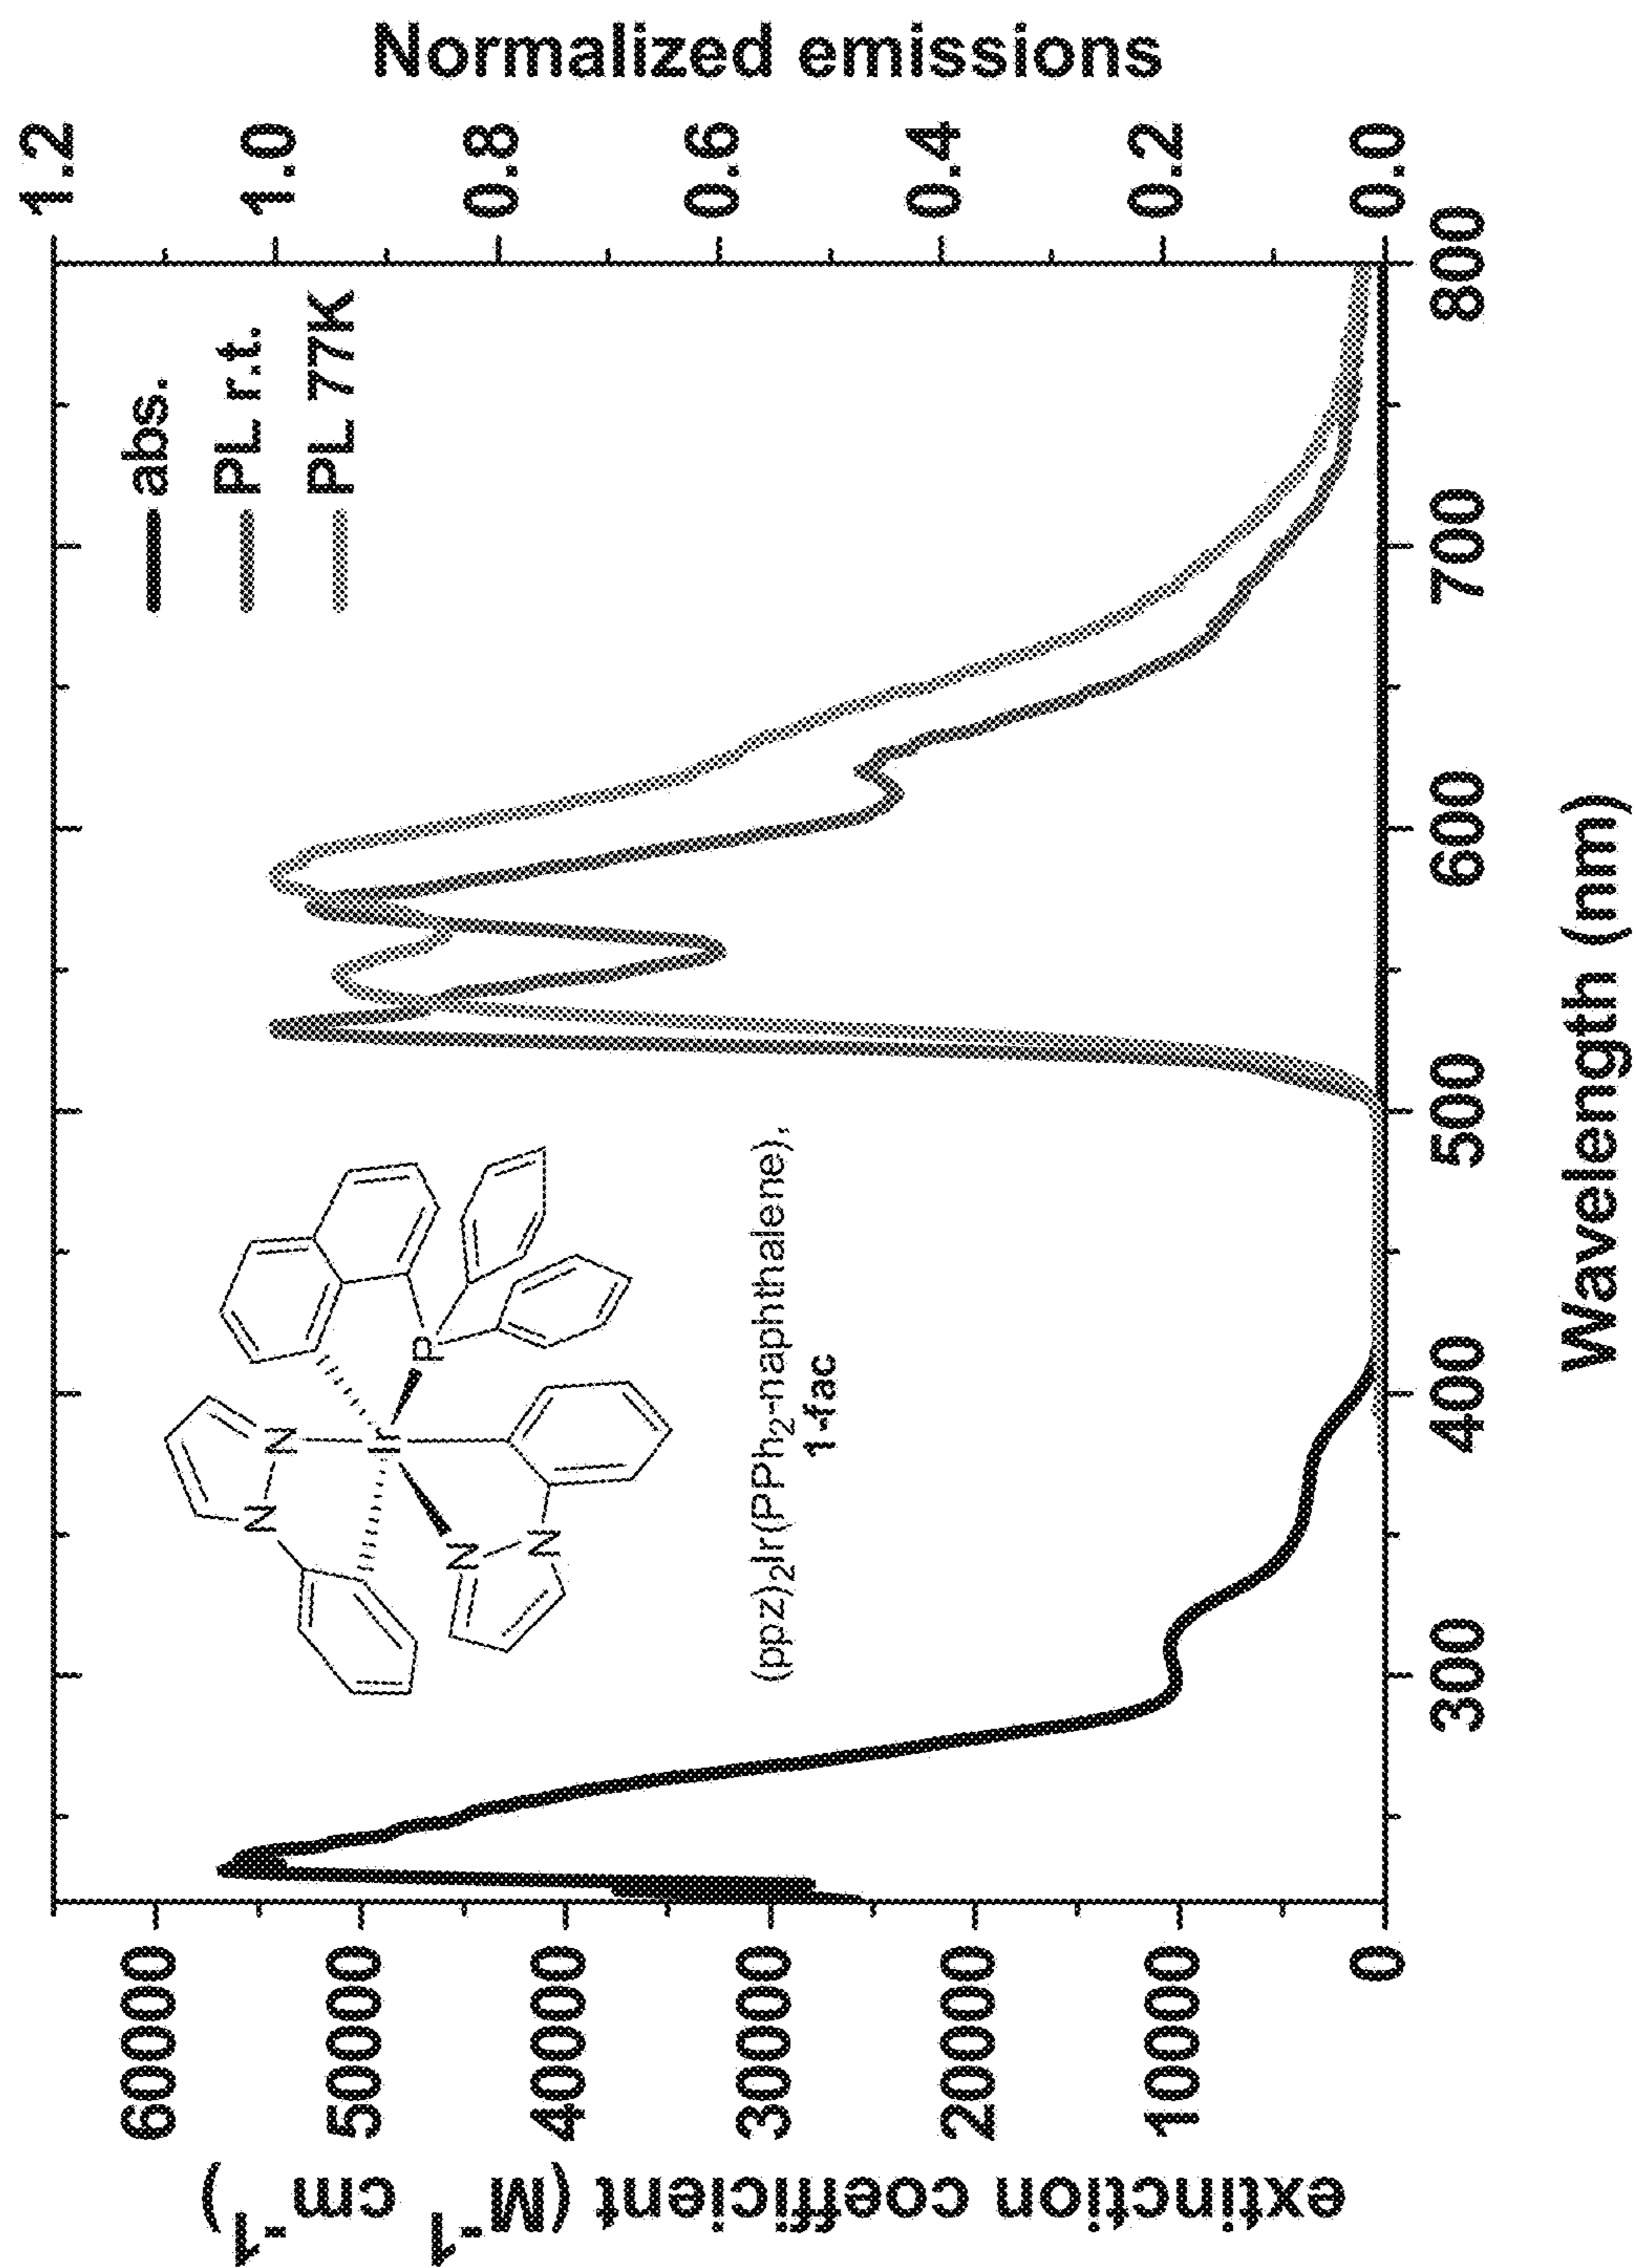 abs.
PL r.t.
PL 77K
N
N
Ir
P
N
N
(ppz)₂Ir(PPh₂-naphthalene),
1-fac
extinction coefficient (M⁻¹ cm⁻¹)
60000
50000
40000
30000
20000
10000
0
Normalized emissions
1.2
1.0
0.8
0.6
0.4
0.2
0.0
300
400
500
600
700
800
Wavelength (nm)